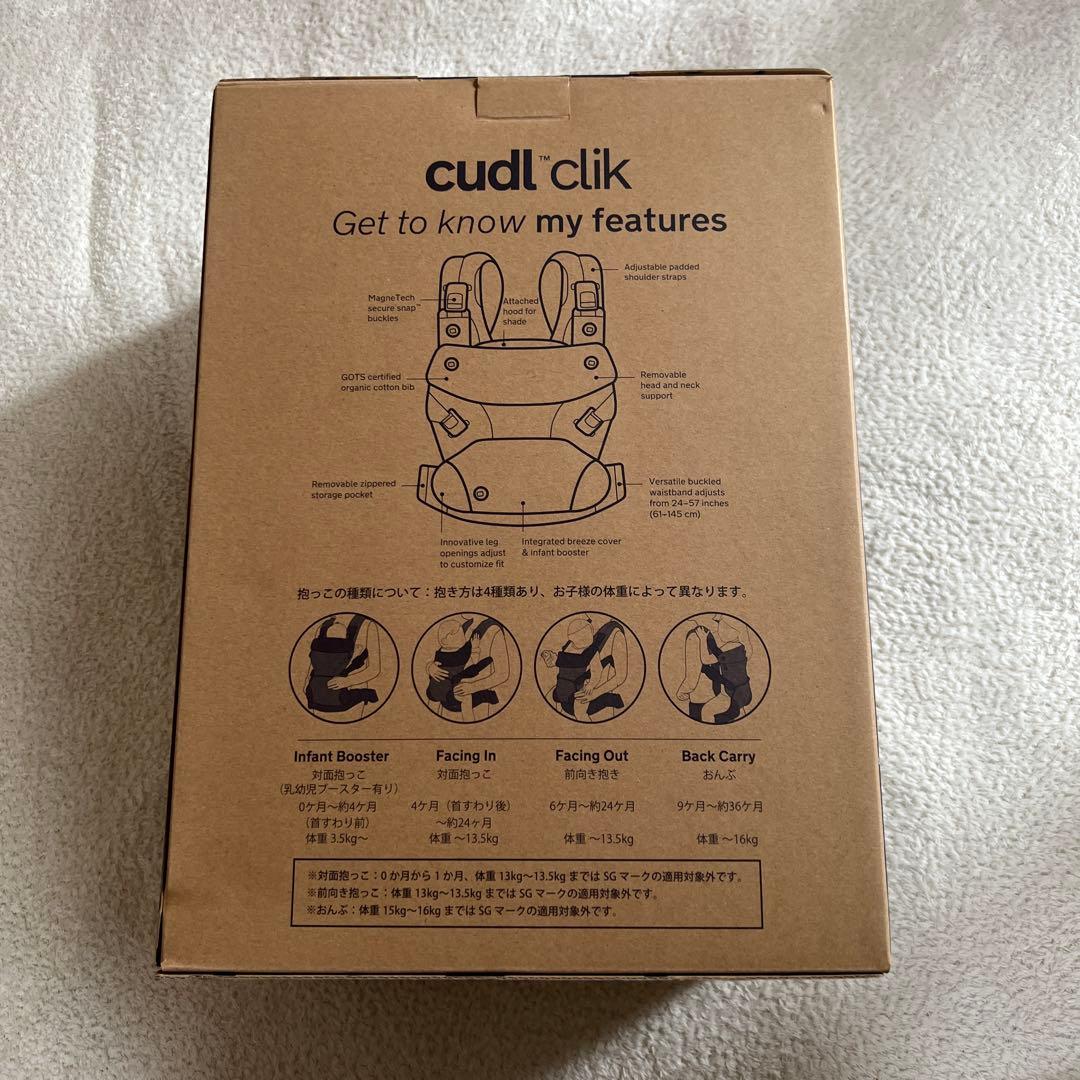 cudl™clik
Get to know my features
Adjustable padded
shoulder straps
MagneTech
secure snap™
buckles
Attached
hood for
shade
GOTS certified
organic cotton bib
Removable
head and neck
support
Removable zippered
storage pocket
Versatile buckled
waistband adjusts
from 24–57 inches
(61–145 cm)
Innovative leg
openings adjust
to customize fit
Integrated breeze cover
& infant booster
抱っこの種類について：抱き方は4種類あり、お子様の体重によって異なります。
Infant Booster
対面抱っこ
（乳幼児ブースター有り）
0ケ月〜約4ケ月
（首すわり前）
体重 3.5kg〜
Facing In
対面抱っこ
4ケ月（首すわり後）
〜約24ヶ月
体重 〜13.5kg
Facing Out
前向き抱き
6ケ月〜約24ケ月
体重 〜13.5kg
Back Carry
おんぶ
9ケ月〜約36ケ月
体重 〜16kg
※対面抱っこ：0 か月から 1 か月、体重 13kg〜13.5kg までは SG マークの適用対象外です。
※前向き抱っこ：体重 13kg〜13.5kg までは SG マークの適用対象外です。
※おんぶ：体重 15kg〜16kg までは SG マークの適用対象外です。